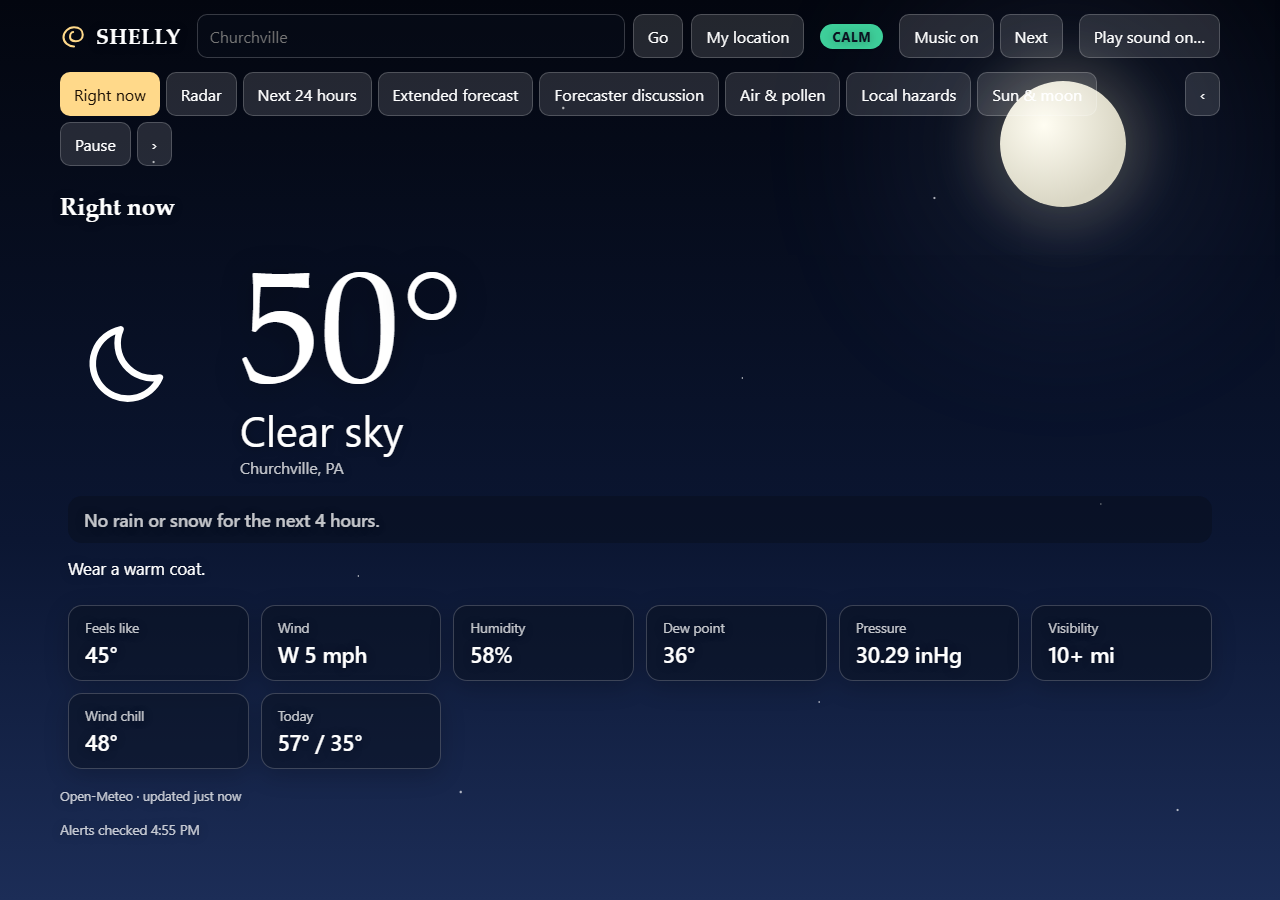 SHELLY Churchville Go My location CALM Music on Next Play sound on...
Right now Radar Next 24 hours Extended forecast Forecaster discussion Air & pollen Local hazards Sun & moon ‹
Pause ›
Right now
50°
Clear sky
Churchville, PA
No rain or snow for the next 4 hours.
Wear a warm coat.
Feels like Wind Humidity Dew point Pressure Visibility
45° W 5 mph 58% 36° 30.29 inHg 10+ mi
Wind chill Today
48° 57° / 35°
Open-Meteo · updated just now
Alerts checked 4:55 PM